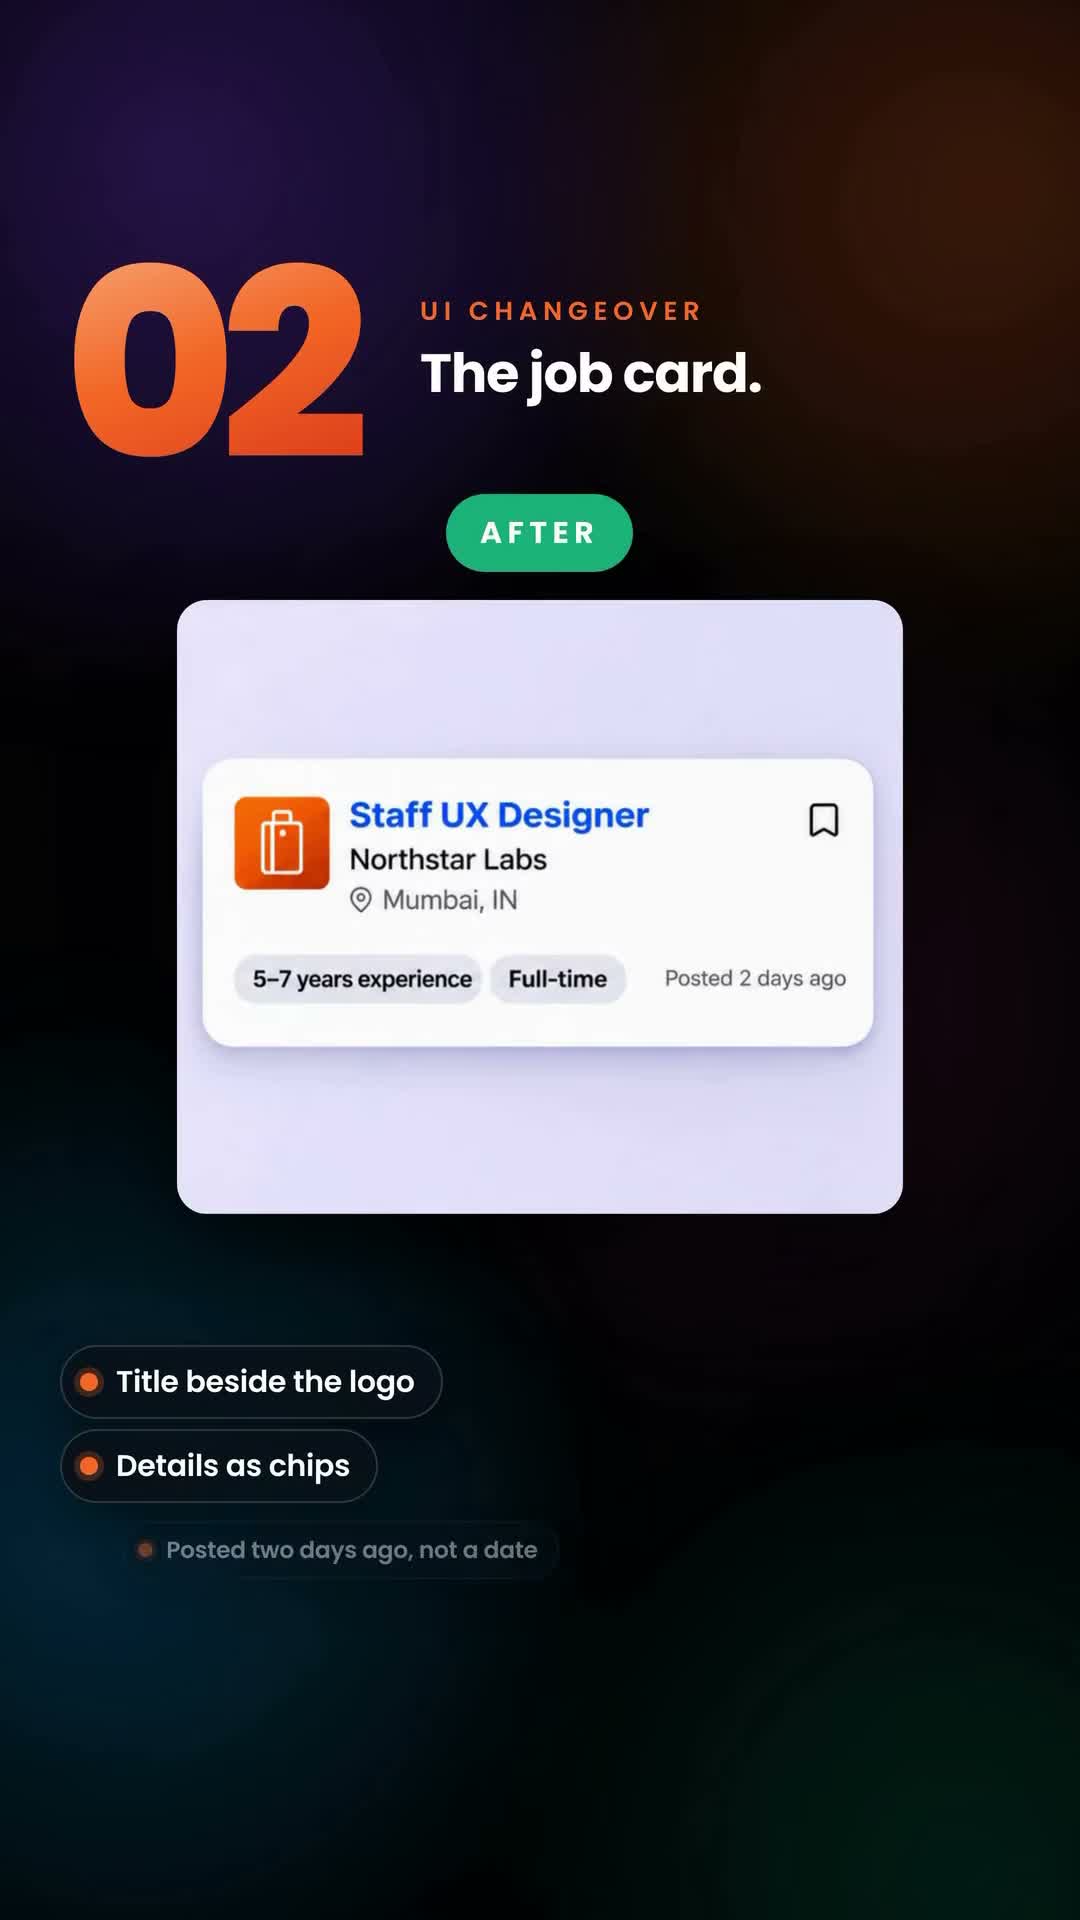 02
UI CHANGEOVER
The job card.
AFTER
Staff UX Designer
Northstar Labs
Mumbai, IN
5–7 years experience
Full-time
Posted 2 days ago
Title beside the logo
Details as chips
Posted two days ago, not a date